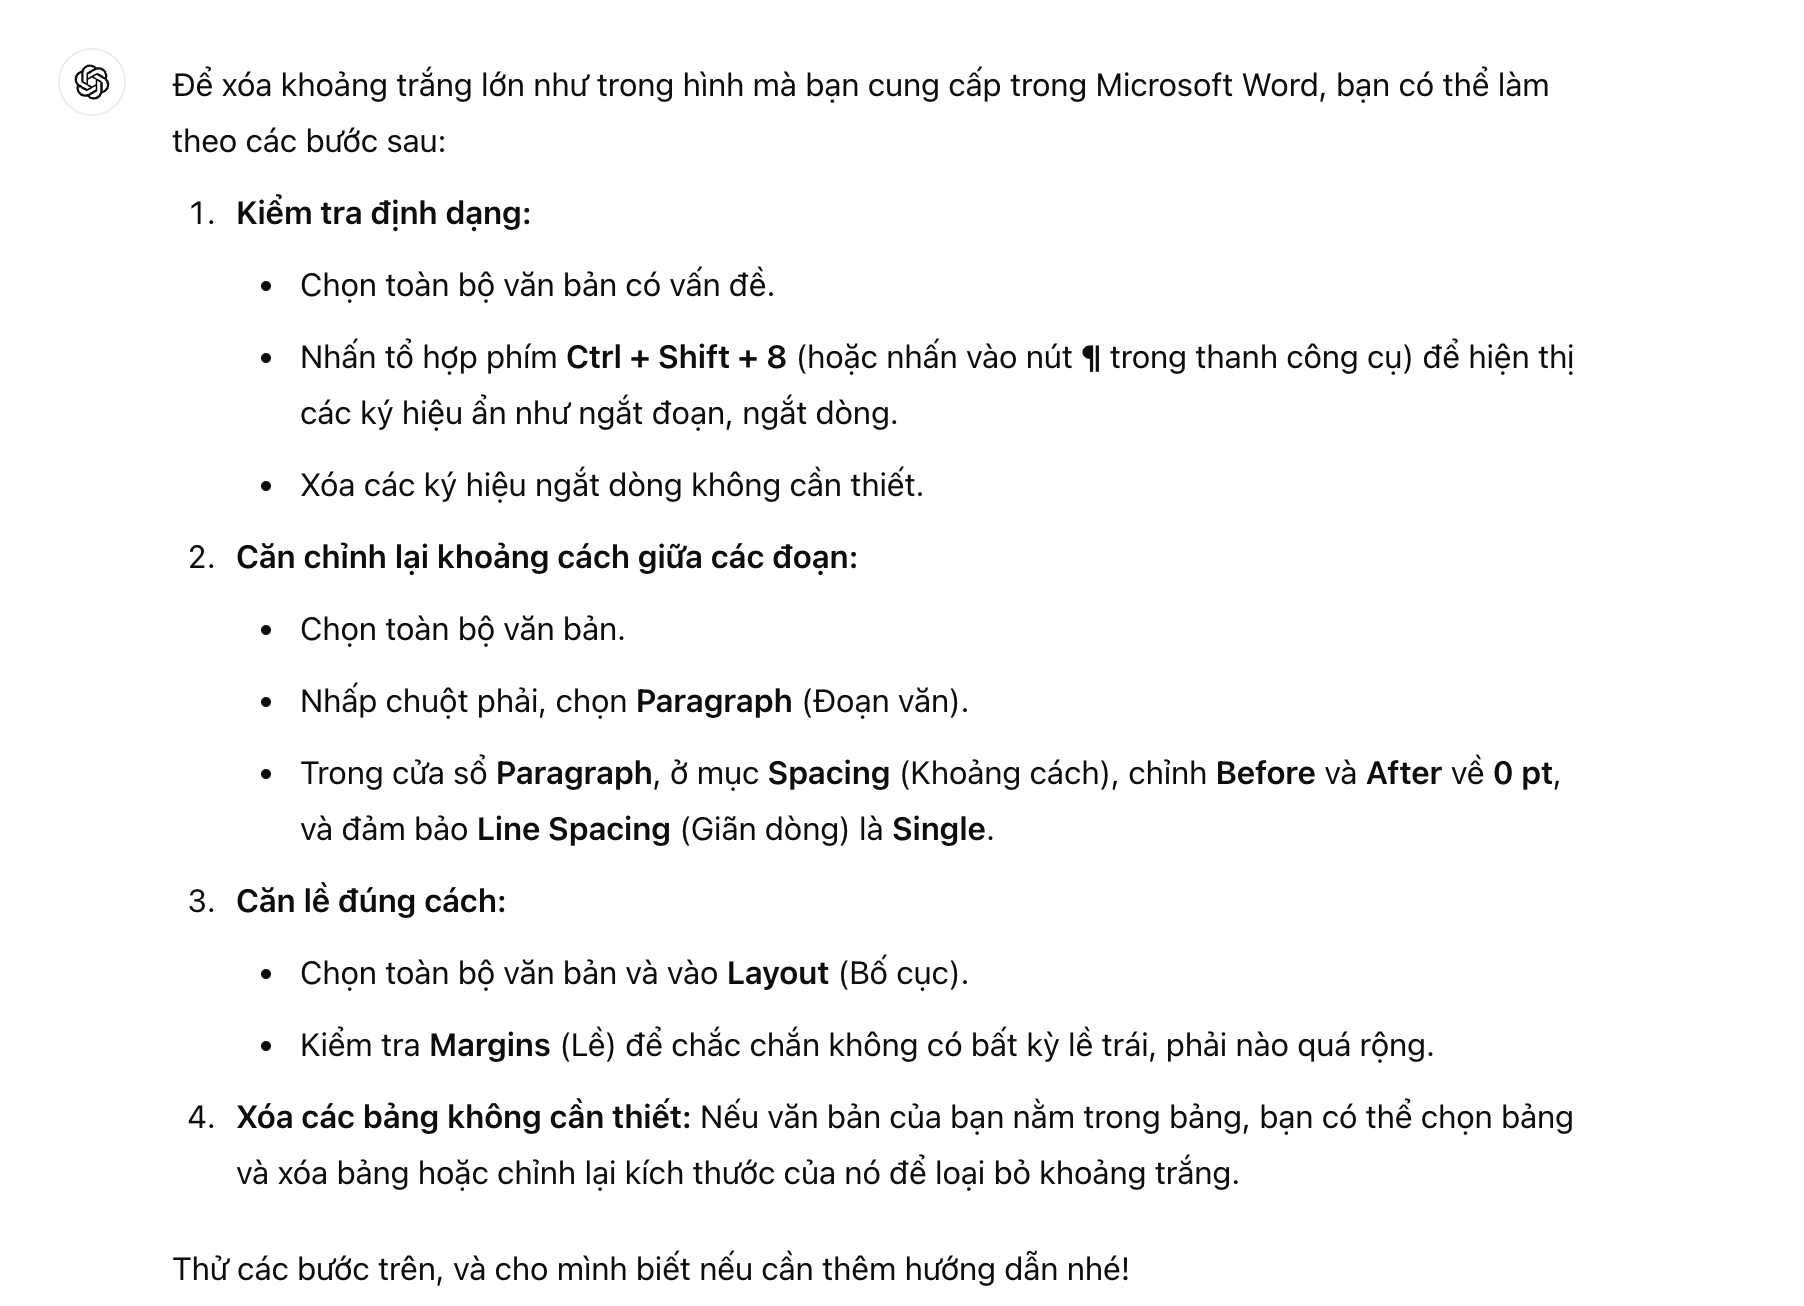 Để xóa khoảng trắng lớn như trong hình mà bạn cung cấp trong Microsoft Word, bạn có thể làm
theo các bước sau:
1. Kiểm tra định dạng:
• Chọn toàn bộ văn bản có vấn đề.
• Nhấn tổ hợp phím Ctrl + Shift + 8 (hoặc nhấn vào nút ¶ trong thanh công cụ) để hiện thị
các ký hiệu ẩn như ngắt đoạn, ngắt dòng.
• Xóa các ký hiệu ngắt dòng không cần thiết.
2. Căn chỉnh lại khoảng cách giữa các đoạn:
• Chọn toàn bộ văn bản.
• Nhấp chuột phải, chọn Paragraph (Đoạn văn).
• Trong cửa sổ Paragraph, ở mục Spacing (Khoảng cách), chỉnh Before và After về 0 pt,
và đảm bảo Line Spacing (Giãn dòng) là Single.
3. Căn lề đúng cách:
• Chọn toàn bộ văn bản và vào Layout (Bố cục).
• Kiểm tra Margins (Lề) để chắc chắn không có bất kỳ lề trái, phải nào quá rộng.
4. Xóa các bảng không cần thiết: Nếu văn bản của bạn nằm trong bảng, bạn có thể chọn bảng
và xóa bảng hoặc chỉnh lại kích thước của nó để loại bỏ khoảng trắng.
Thử các bước trên, và cho mình biết nếu cần thêm hướng dẫn nhé!